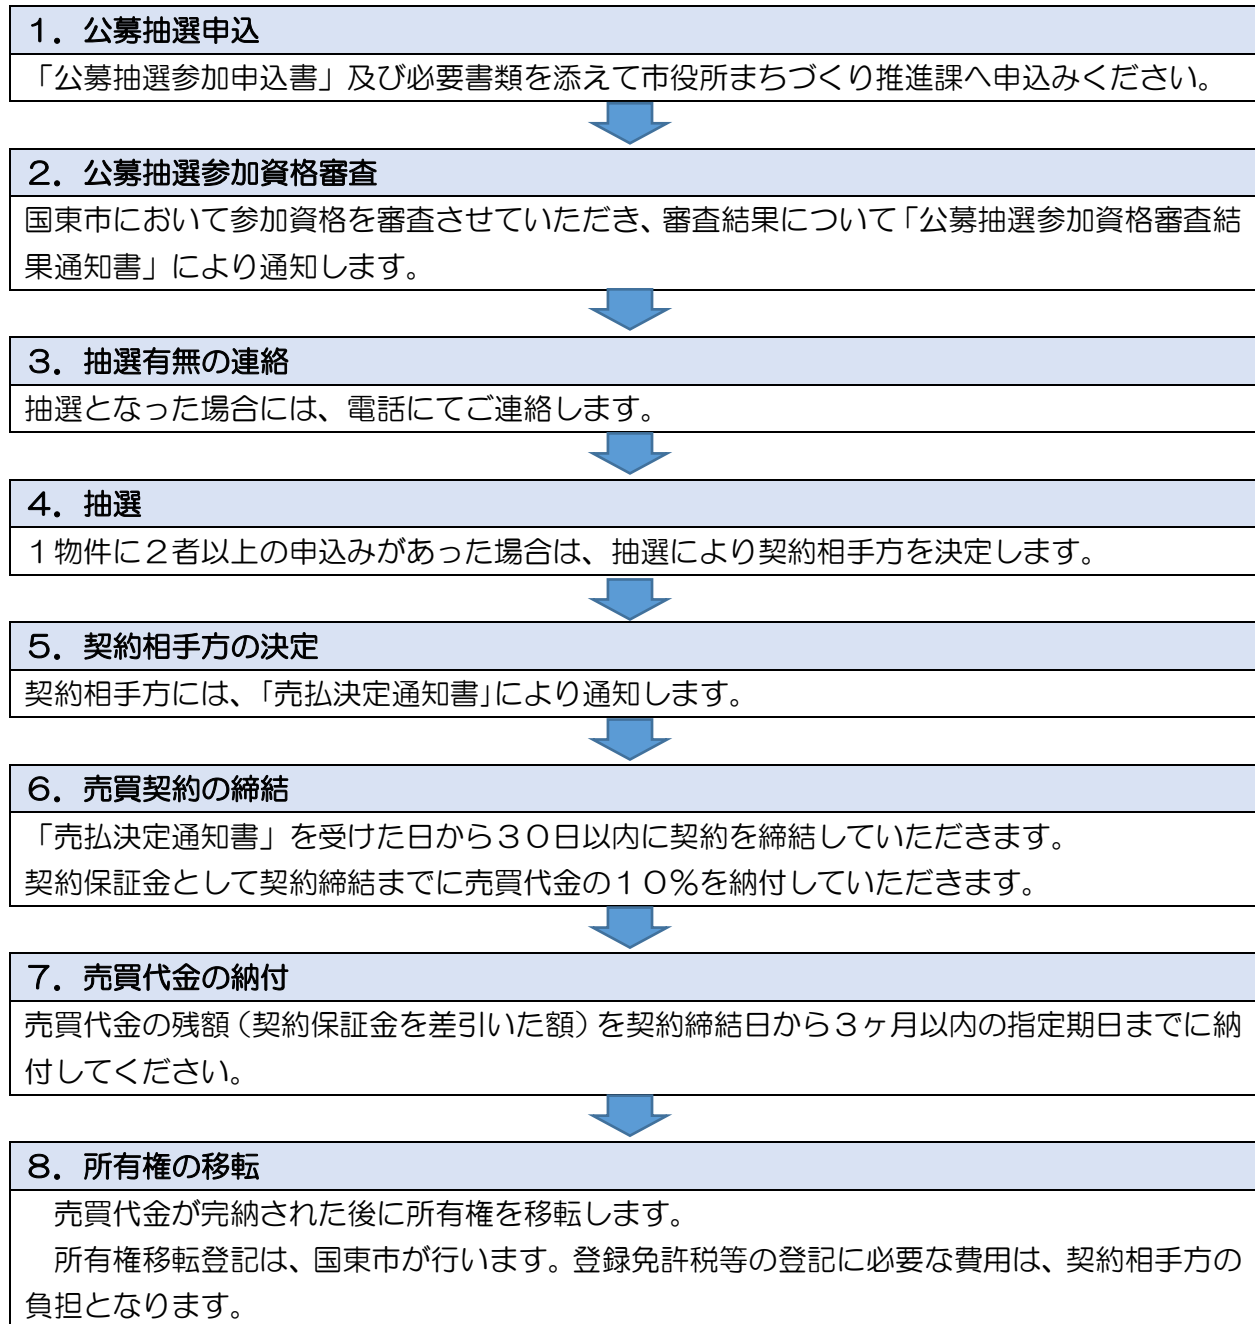 １．公募抽選申込
「公募抽選参加申込書」及び必要書類を添えて市役所まちづくり推進課へ申込みください。
２．公募抽選参加資格審査
国東市において参加資格を審査させていただき、審査結果について「公募抽選参加資格審査結
果通知書」により通知します。
３．抽選有無の連絡
抽選となった場合には、電話にてご連絡します。
４．抽選
１物件に２者以上の申込みがあった場合は、抽選により契約相手方を決定します。
５．契約相手方の決定
契約相手方には、「売払決定通知書」により通知します。
６．売買契約の締結
「売払決定通知書」を受けた日から３０日以内に契約を締結していただきます。
契約保証金として契約締結までに売買代金の１０％を納付していただきます。
７．売買代金の納付
売買代金の残額（契約保証金を差引いた額）を契約締結日から３ヶ月以内の指定期日までに納
付してください。
８．所有権の移転
売買代金が完納された後に所有権を移転します。
所有権移転登記は、国東市が行います。登録免許税等の登記に必要な費用は、契約相手方の
負担となります。